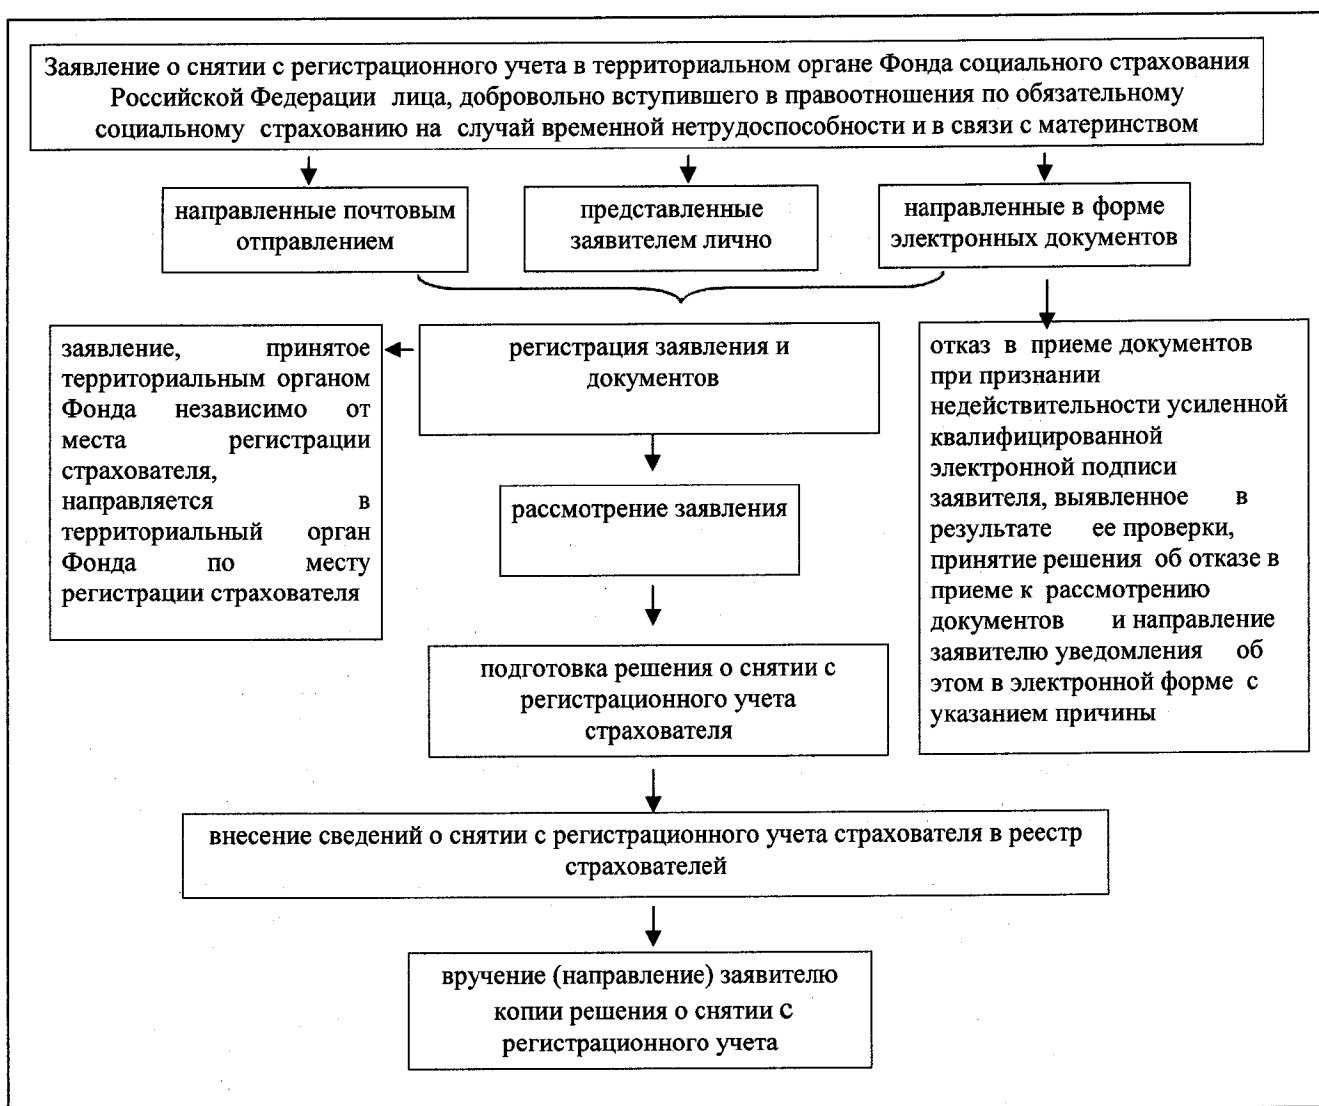 Заявление о снятии с регистрационного учета в территориальном органе Фонда социального страхования
Российской Федерации лица, добровольно вступившего в правоотношения по обязательному
социальному страхованию на случай временной нетрудоспособности и в связи с материнством
направленные почтовым
отправлением
представленные
заявителем лично
направленные в форме
электронных документов
заявление, принятое
территориальным органом
Фонда независимо от
места регистрации
страхователя,
направляется в
территориальный орган
Фонда по месту
регистрации страхователя
регистрация заявления и
документов
отказ в приеме документов
при признании
недействительности усиленной
квалифицированной
электронной подписи
заявителя, выявленное в
результате ее проверки,
принятие решения об отказе в
приеме к рассмотрению
документов и направление
заявителю уведомления об
этом в электронной форме с
указанием причины
рассмотрение заявления
подготовка решения о снятии с
регистрационного учета
страхователя
внесение сведений о снятии с регистрационного учета страхователя в реестр
страхователей
вручение (направление) заявителю
копии решения о снятии с
регистрационного учета